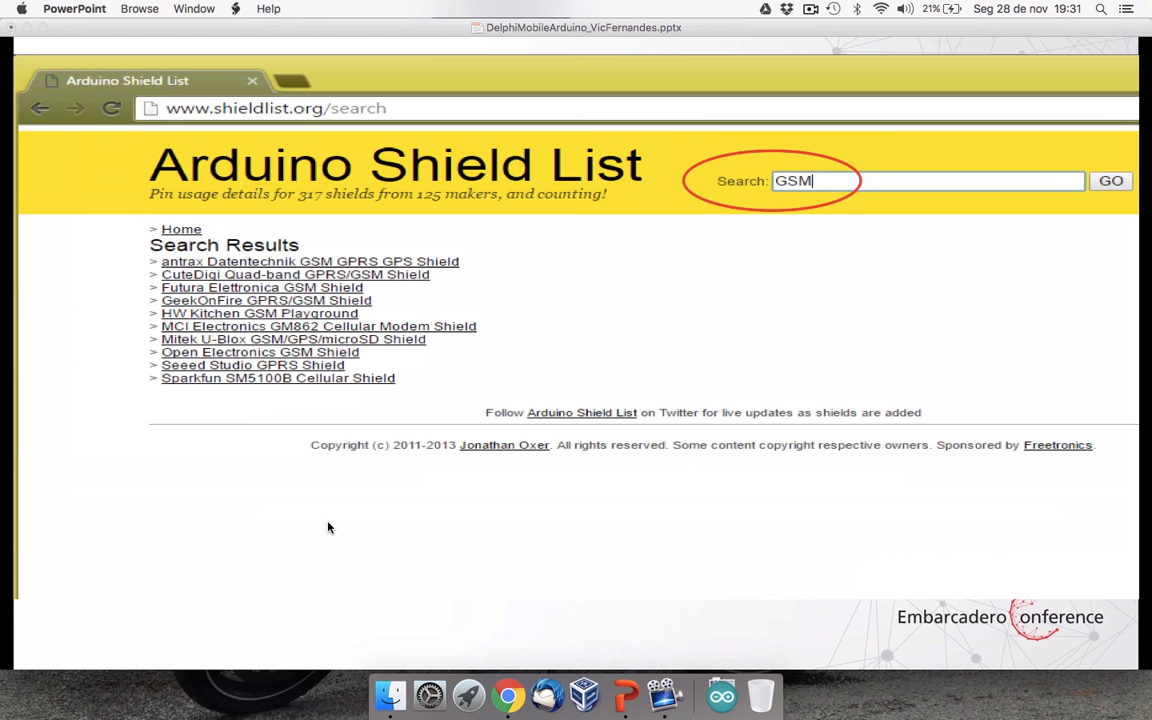 PowerPoint Browse Window Help 21% Seg 28 de nov 19:31
DelphiMobileArduino_VicFernandes.pptx
Arduino Shield List
www.shieldlist.org/search
Arduino Shield List
Search: GSM GO
Pin usage details for 317 shields from 125 makers, and counting!
> Home
Search Results
> antrax Datentechnik GSM GPRS GPS Shield
> CuteDigi Quad-band GPRS/GSM Shield
> Futura Elettronica GSM Shield
> GeekOnFire GPRS/GSM Shield
> HW Kitchen GSM Playground
> MCI Electronics GM862 Cellular Modem Shield
> Mitek U-Blox GSM/GPS/microSD Shield
> Open Electronics GSM Shield
> Seeed Studio GPRS Shield
> Sparkfun SM5100B Cellular Shield
Follow Arduino Shield List on Twitter for live updates as shields are added
Copyright (c) 2011-2013 Jonathan Oxer. All rights reserved. Some content copyright respective owners. Sponsored by Freetronics.
Embarcadero Conference